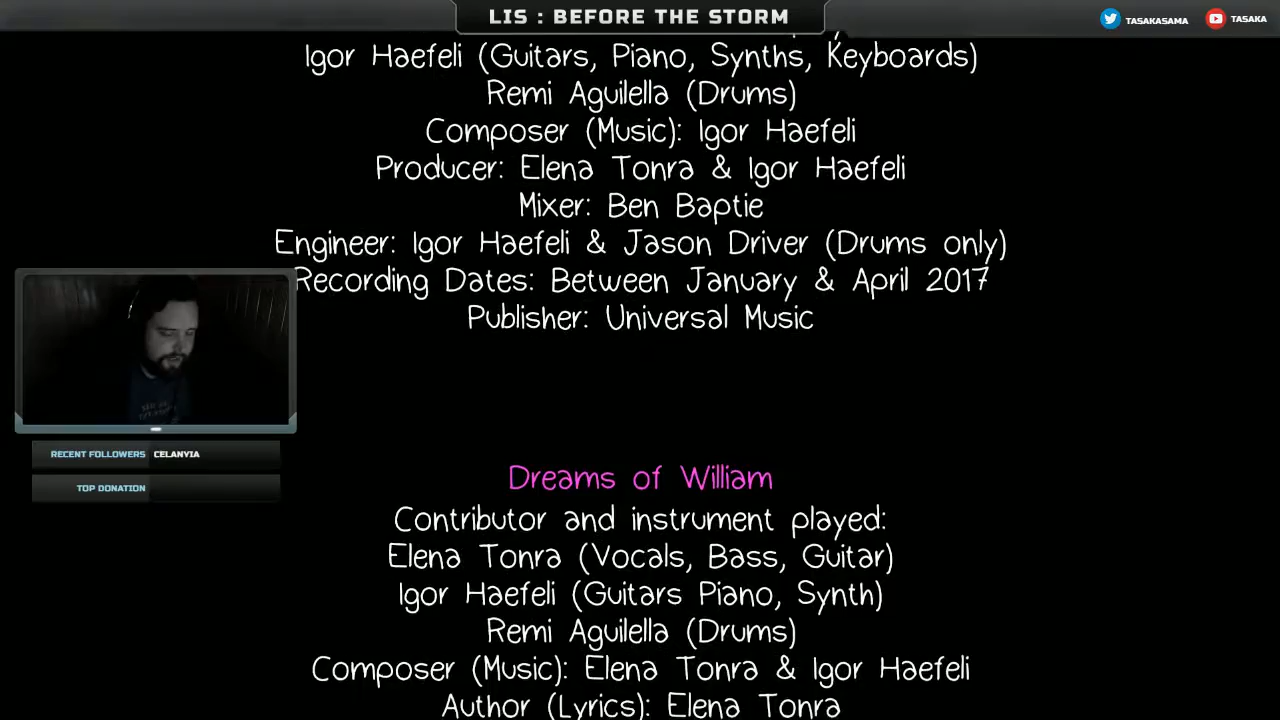 LIS : BEFORE THE STORM
TASAKASAMA
TASAKA
Igor Haefeli (Guitars, Piano, Synths, Keyboards)
Remi Aguilella (Drums)
Composer (Music): Igor Haefeli
Producer: Elena Tonra & Igor Haefeli
Mixer: Ben Baptie
Engineer: Igor Haefeli & Jason Driver (Drums only)
Recording Dates: Between January & April 2017
Publisher: Universal Music
RECENT FOLLOWERS CELANVIA
TOP DONATION
Dreams of William
Contributor and instrument played:
Elena Tonra (Vocals, Bass, Guitar)
Igor Haefeli (Guitars Piano, Synth)
Remi Aguilella (Drums)
Composer (Music): Elena Tonra & Igor Haefeli
Author (Lyrics): Elena Tonra